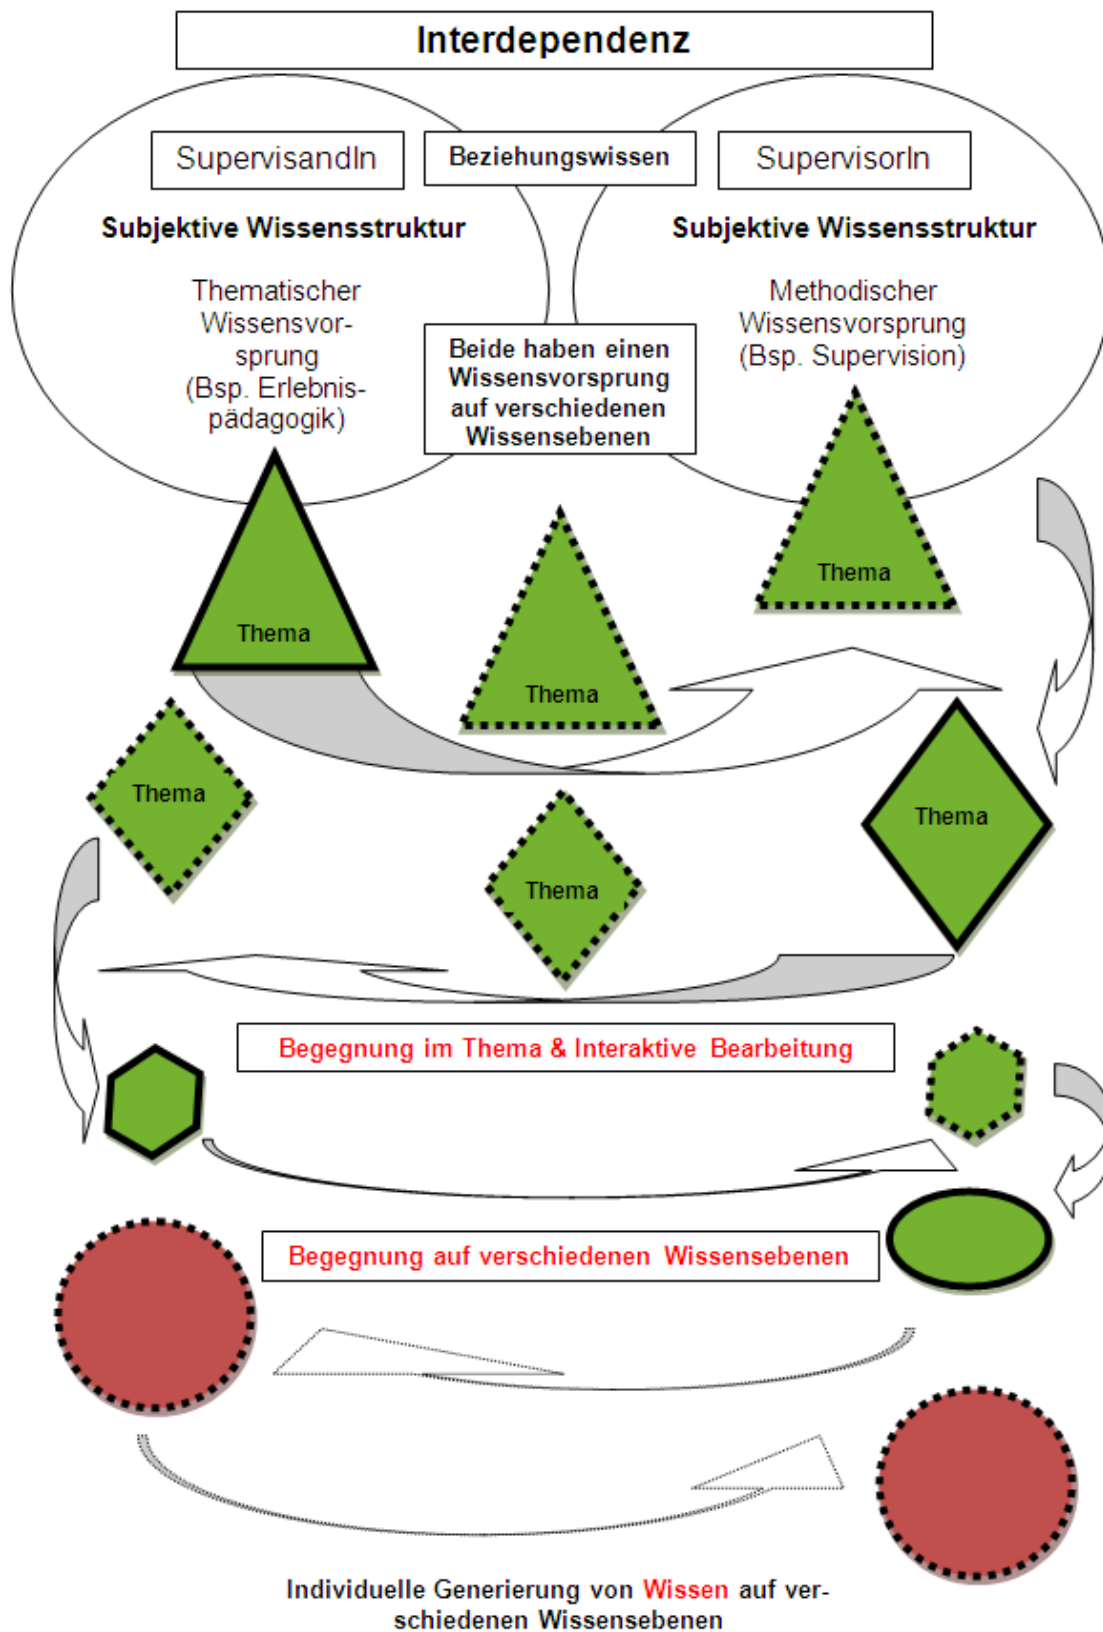 Interdependenz
SupervisandIn
Beziehungswissen
SupervisorIn
Subjektive Wissensstruktur
Subjektive Wissensstruktur
Thematischer
Wissensvor-
sprung
(Bsp. Erlebnis-
pädagogik)
Methodischer
Wissensvorsprung
(Bsp. Supervision)
Beide haben einen
Wissensvorsprung
auf verschiedenen
Wissensebenen
Thema
Thema
Thema
Thema
Thema
Thema
Begegnung im Thema & Interaktive Bearbeitung
Begegnung auf verschiedenen Wissensebenen
Individuelle Generierung von Wissen auf ver-
schiedenen Wissensebenen